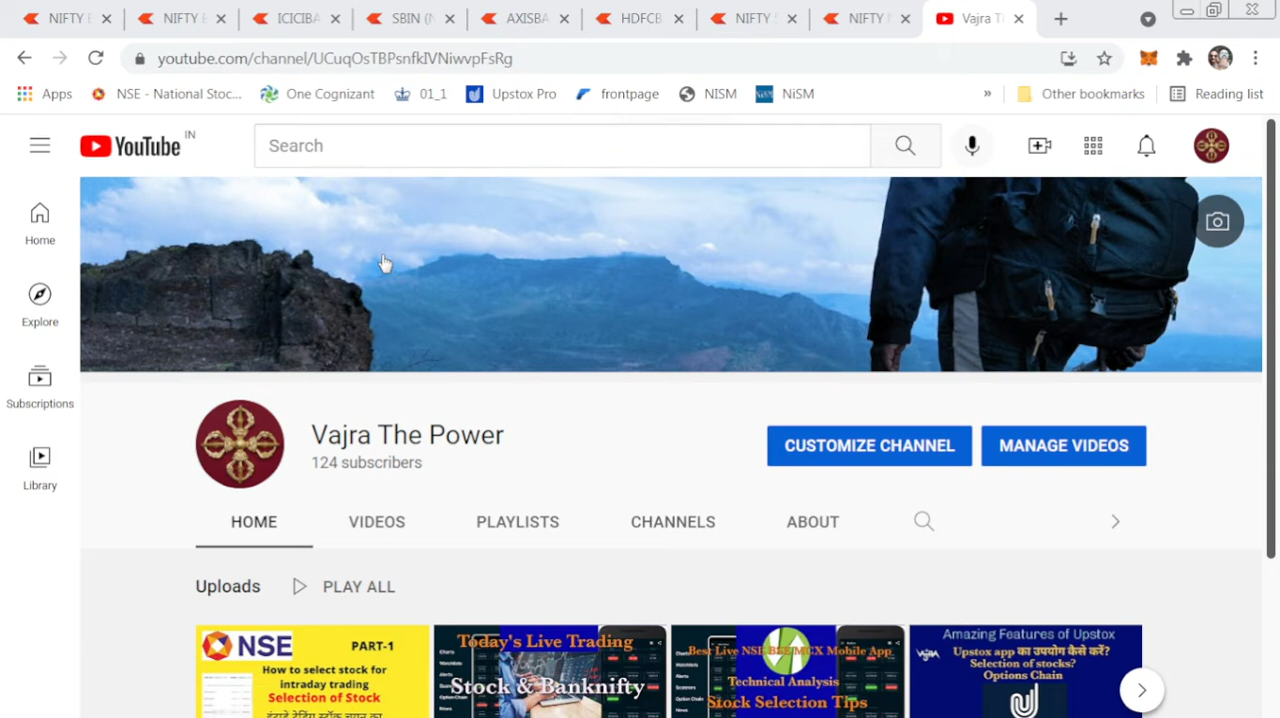 NIFTY E
NIFTY E
ICICIBA
SBIN (N
AXISBA
HDFCB
NIFTY 5
NIFTY M
Vajra T
youtube.com/channel/UCuqOsTBPsnfkIVNiwvpFsRg
Apps
NSE - National Stoc...
One Cognizant
01_1
Upstox Pro
frontpage
NISM
NiSM
»
Other bookmarks
Reading list
YouTube IN
Search
Home
Explore
Subscriptions
Library
Vajra The Power
124 subscribers
CUSTOMIZE CHANNEL
MANAGE VIDEOS
HOME
VIDEOS
PLAYLISTS
CHANNELS
ABOUT
Uploads
PLAY ALL
NSE
PART-1
How to select stock for
intraday trading
Selection of Stock
Today's Live Trading
Stock & Banknifty
Best Live NSE BSE MCX Mobile App
Technical Analysis
Stock Selection Tips
Amazing Features of Upstox
Upstox app का उपयोग कैसे करें?
Selection of stocks?
Options Chain